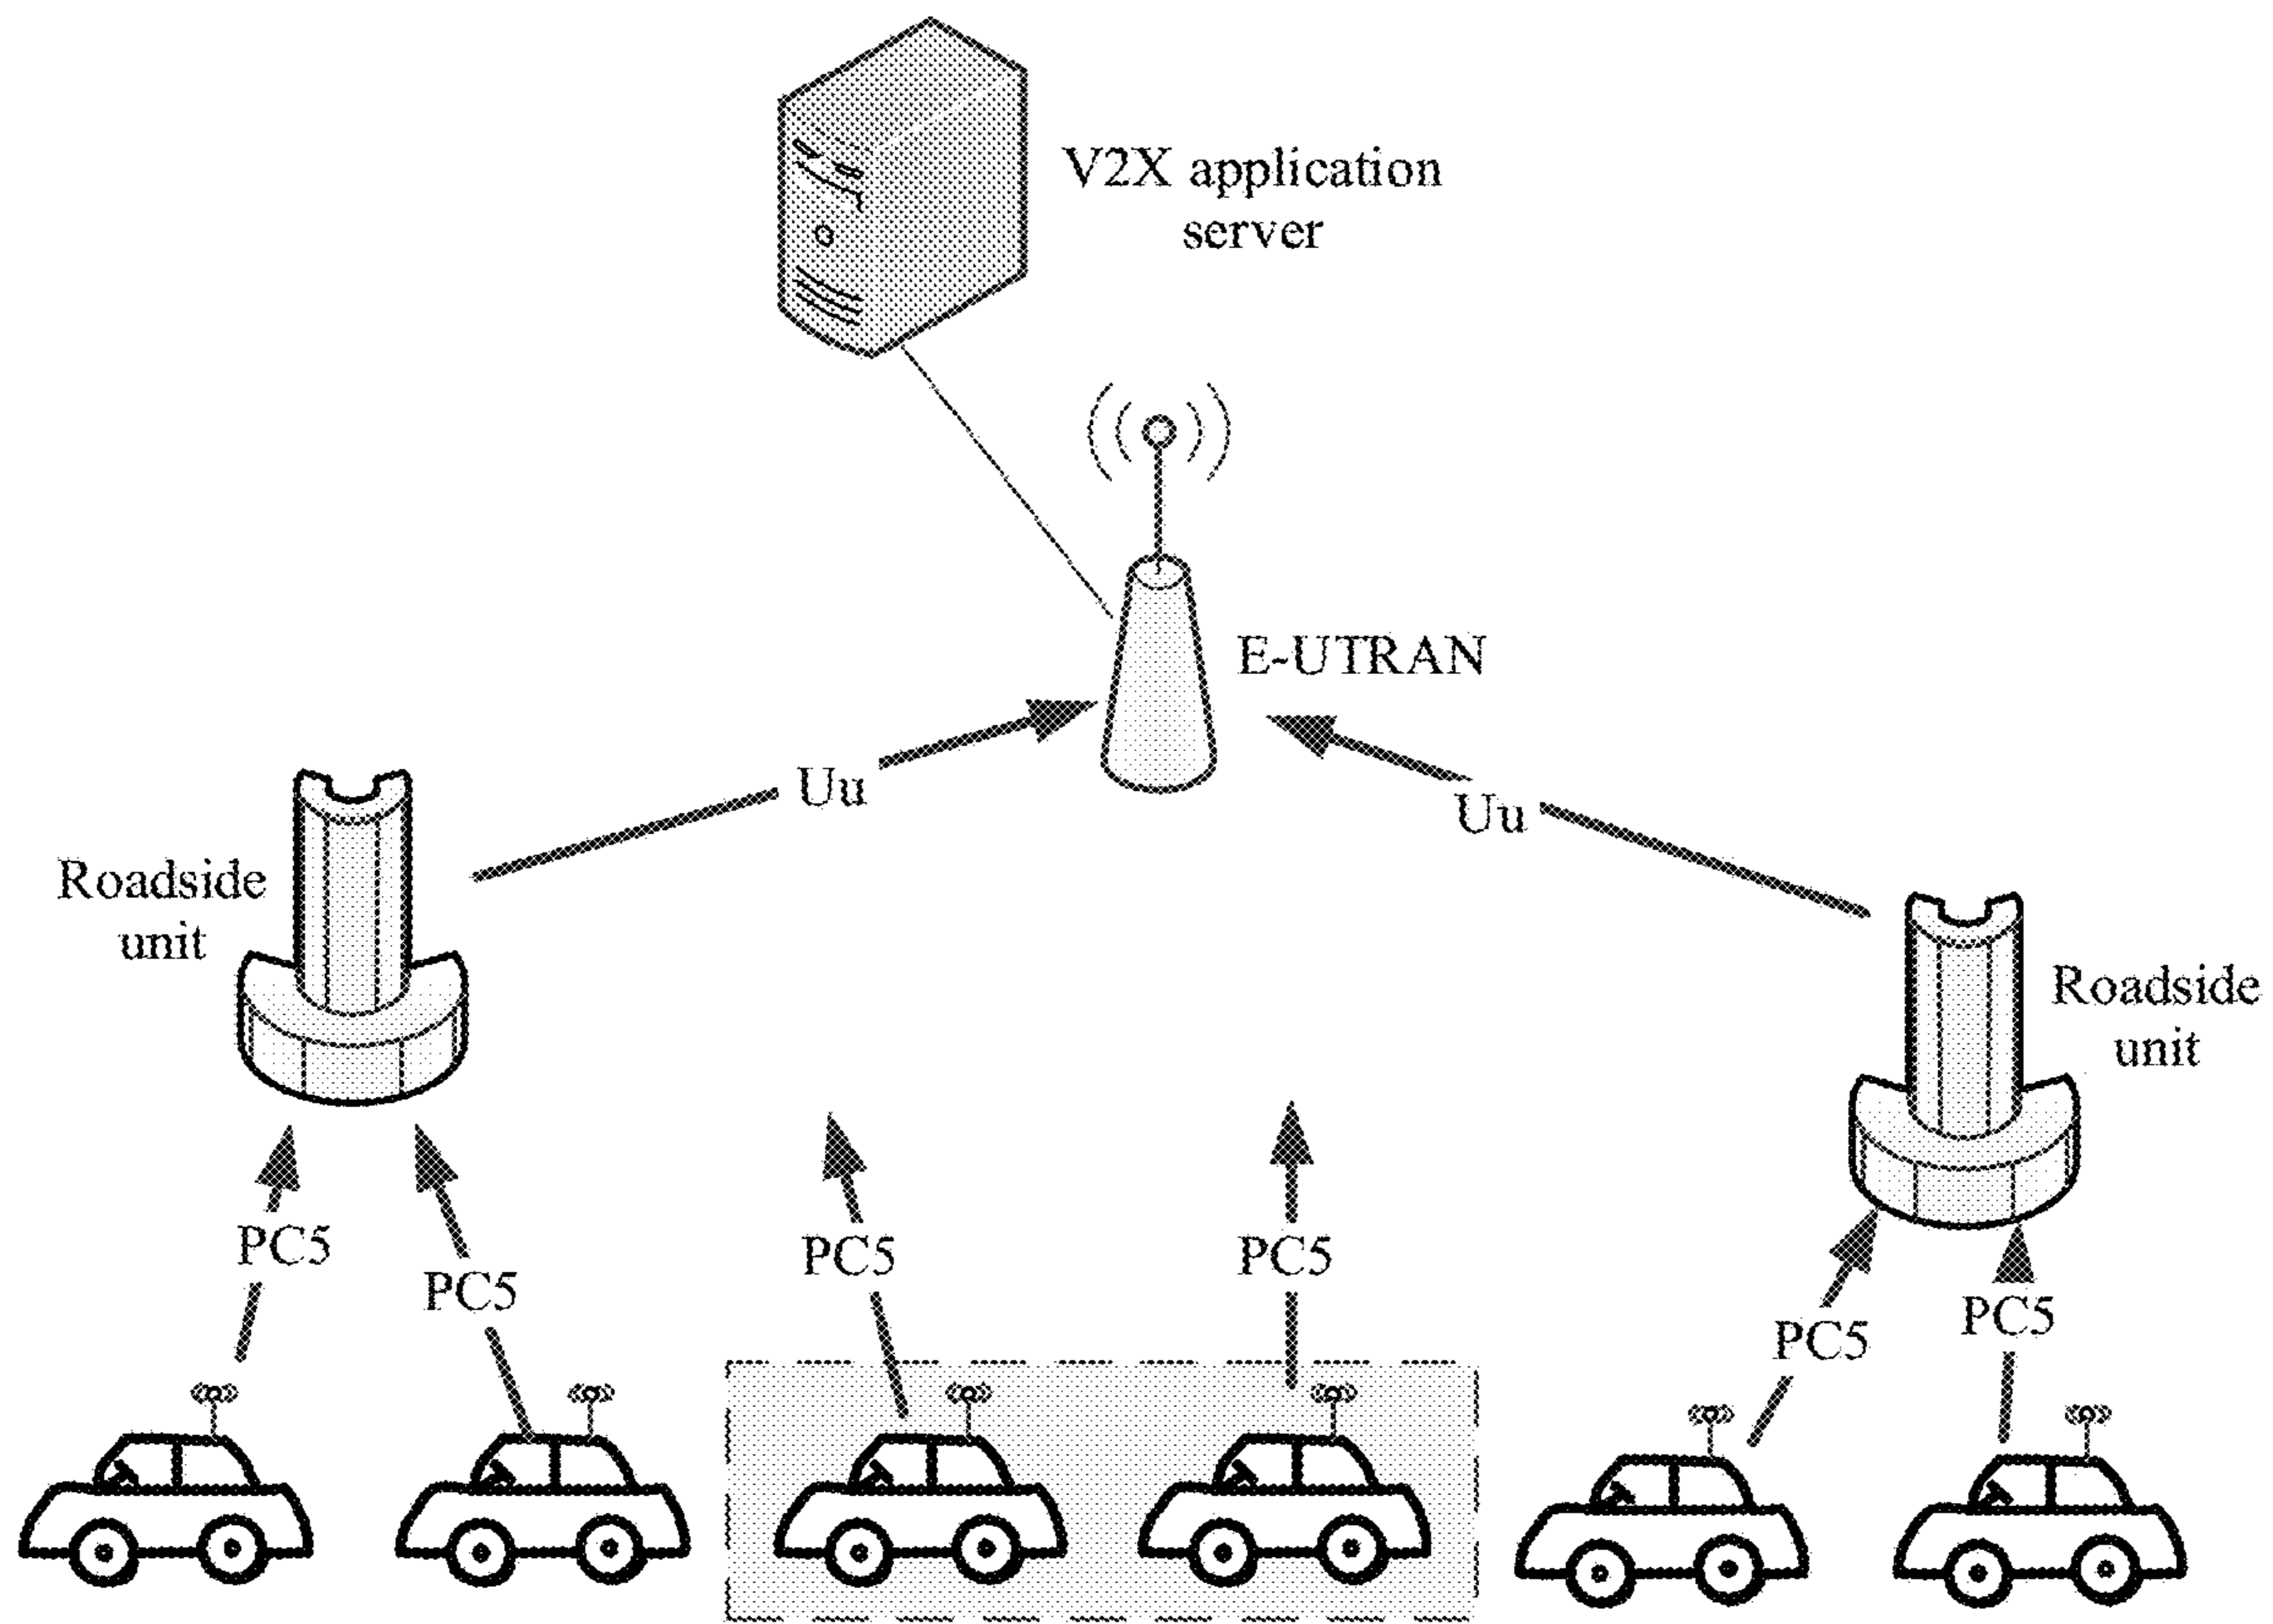 V2X application
server
E-UTRAN
Uu
Uu
Roadside
unit
Roadside
unit
PC5
PC5
PC5
PC5
PC5
PC5